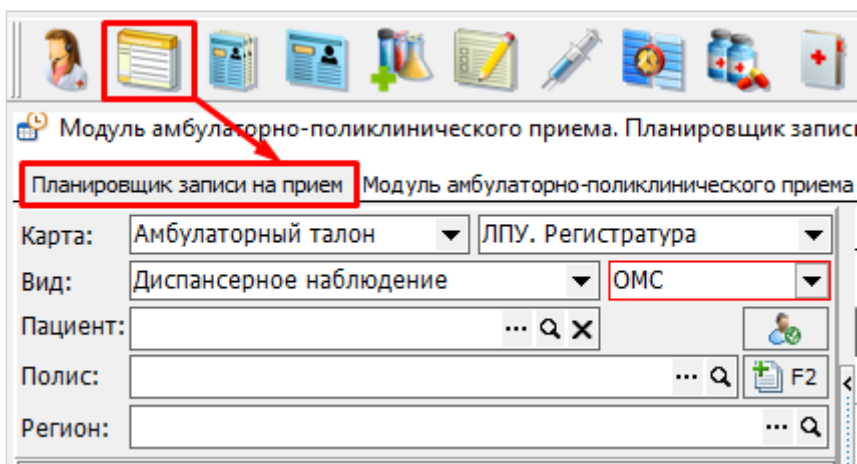 Модуль амбулаторно-поликлинического приема. Планировщик записи
Планировщик записи на прием Модуль амбулаторно-поликлинического приема
Карта: Амбулаторный талон ЛПУ. Регистратура
Вид: Диспансерное наблюдение ОМС
Пациент:
Полис: F2
Регион: